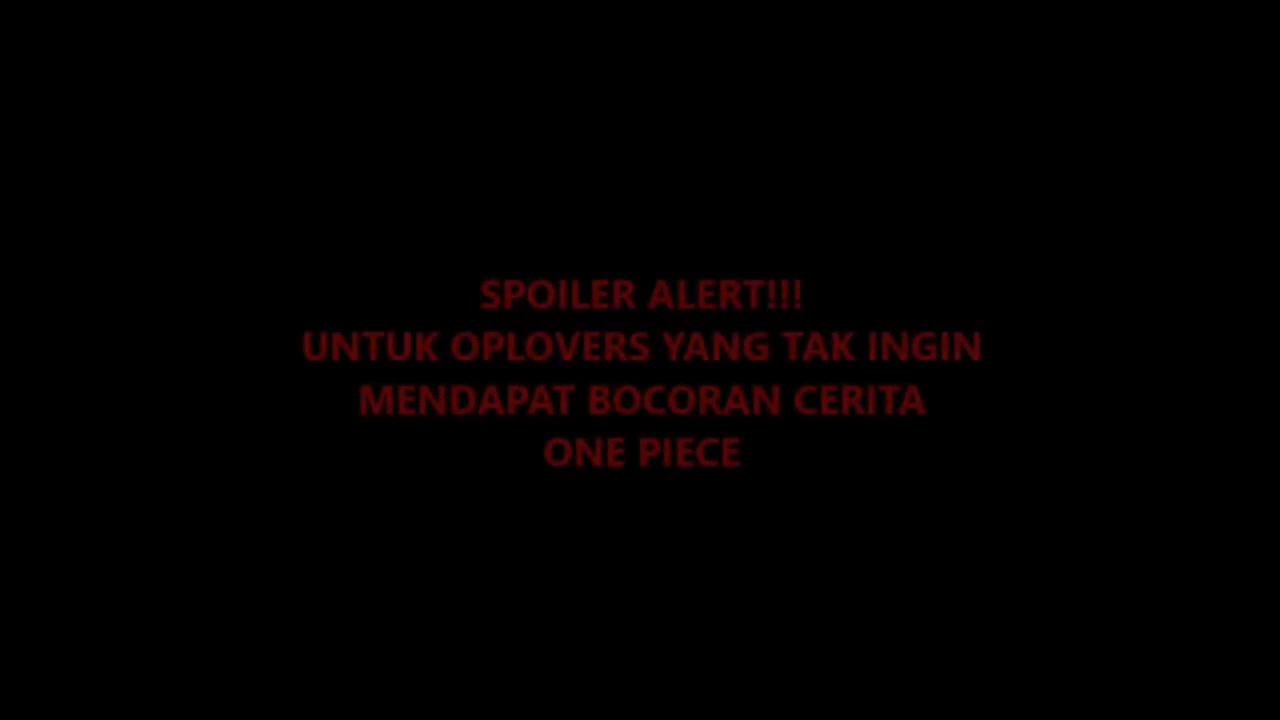 SPOILER ALERT!!!
UNTUK OPLOVERS YANG TAK INGIN
MENDAPAT BOCORAN CERITA
ONE PIECE